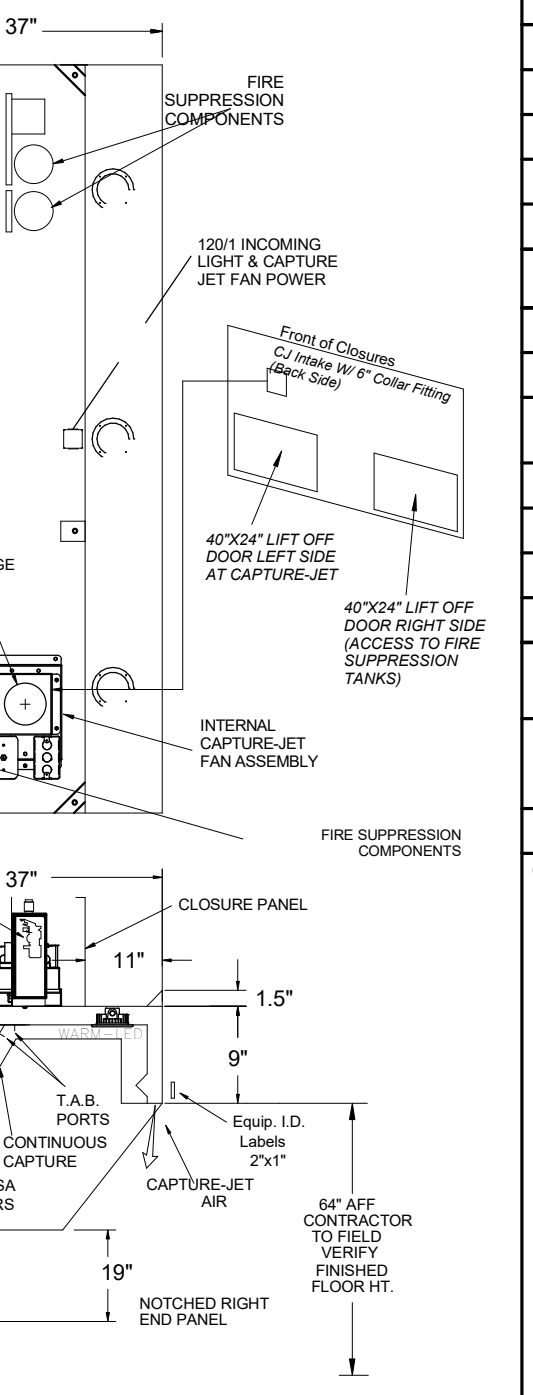 37"
FIRE
SUPPRESSION
COMPONENTS
120/1 INCOMING
LIGHT & CAPTURE
JET FAN POWER
Front of Closures
CJ Intake W/ 6" Collar Fitting
(Back Side)
40"X24" LIFT OFF
DOOR LEFT SIDE
AT CAPTURE-JET
40"X24" LIFT OFF
DOOR RIGHT SIDE
(ACCESS TO FIRE
SUPPRESSION
TANKS)
GE
INTERNAL
CAPTURE-JET
FAN ASSEMBLY
FIRE SUPPRESSION
COMPONENTS
37"
CLOSURE PANEL
11"
1.5"
WARM-LED
9"
T.A.B.
PORTS
Equip. I.D.
Labels
2"x1"
CONTINUOUS
CAPTURE
SA
RS
CAPTURE-JET
AIR
64" AFF
CONTRACTOR
TO FIELD
VERIFY
FINISHED
FLOOR HT.
19"
NOTCHED RIGHT
END PANEL